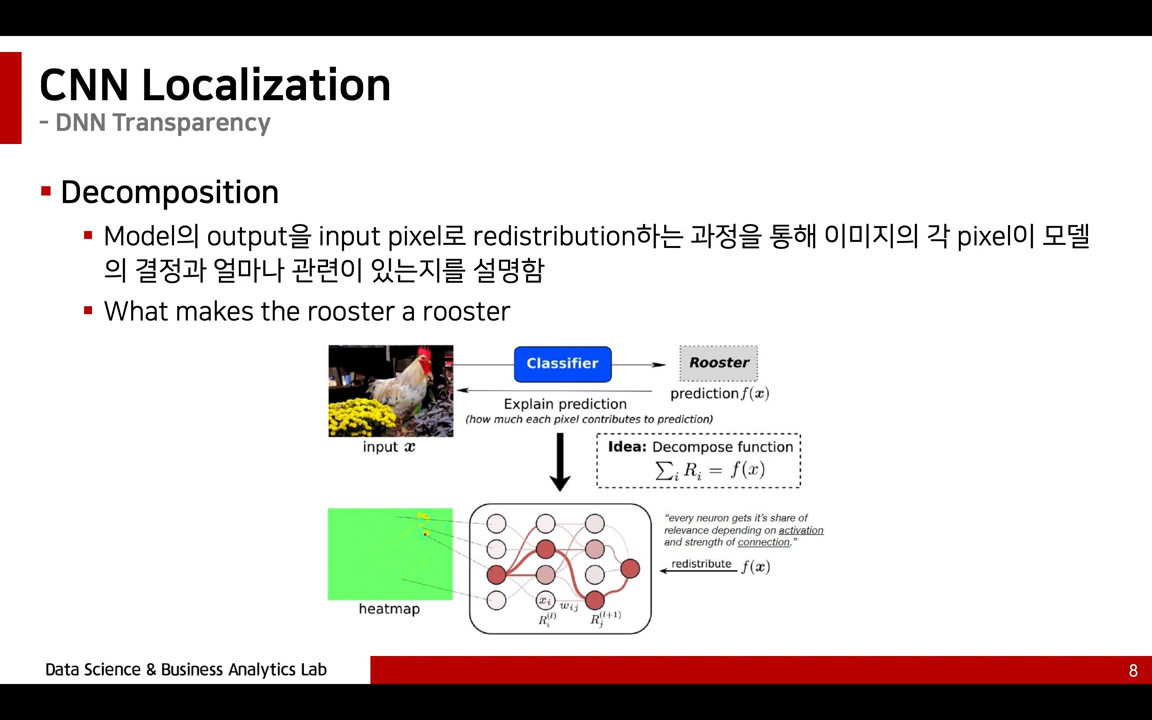 CNN Localization
- DNN Transparency
Decomposition
Model의 output을 input pixel로 redistribution하는 과정을 통해 이미지의 각 pixel이 모델
의 결정과 얼마나 관련이 있는지를 설명함
What makes the rooster a rooster
Classifier
Rooster
prediction f(x)
Explain prediction
(how much each pixel contributes to prediction)
input x
Idea: Decompose function
∑_i R_i = f(x)
"every neuron gets it's share of
relevance depending on activation
and strength of connection."
redistribute f(x)
heatmap
x_i w_ij
R_i^(l) R_j^(l+1)
Data Science & Business Analytics Lab
8